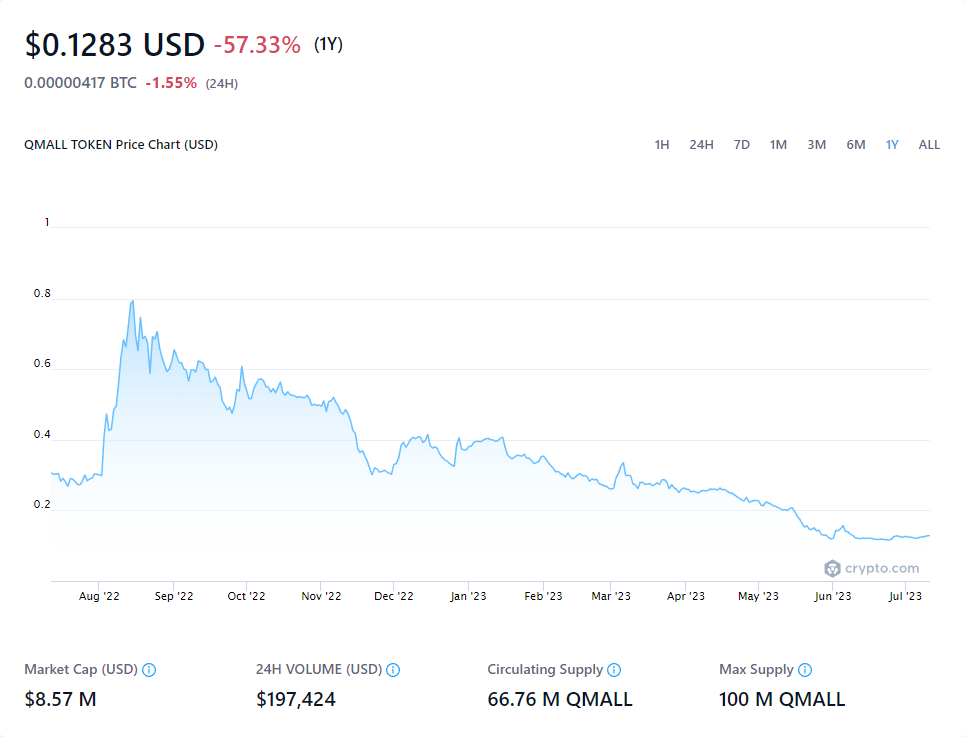 $0.1283 USD -57.33% (1Y)
0.00000417 BTC -1.55% (24H)
QMALL TOKEN Price Chart (USD) 1H 24H 7D 1M 3M 6M 1Y ALL
1
0.8
0.6
0.4
0.2
crypto.com
Aug '22 Sep '22 Oct '22 Nov '22 Dec '22 Jan '23 Feb '23 Mar '23 Apr '23 May '23 Jun '23 Jul '23
Market Cap (USD) 24H VOLUME (USD) Circulating Supply Max Supply
$8.57 M $197,424 66.76 M QMALL 100 M QMALL